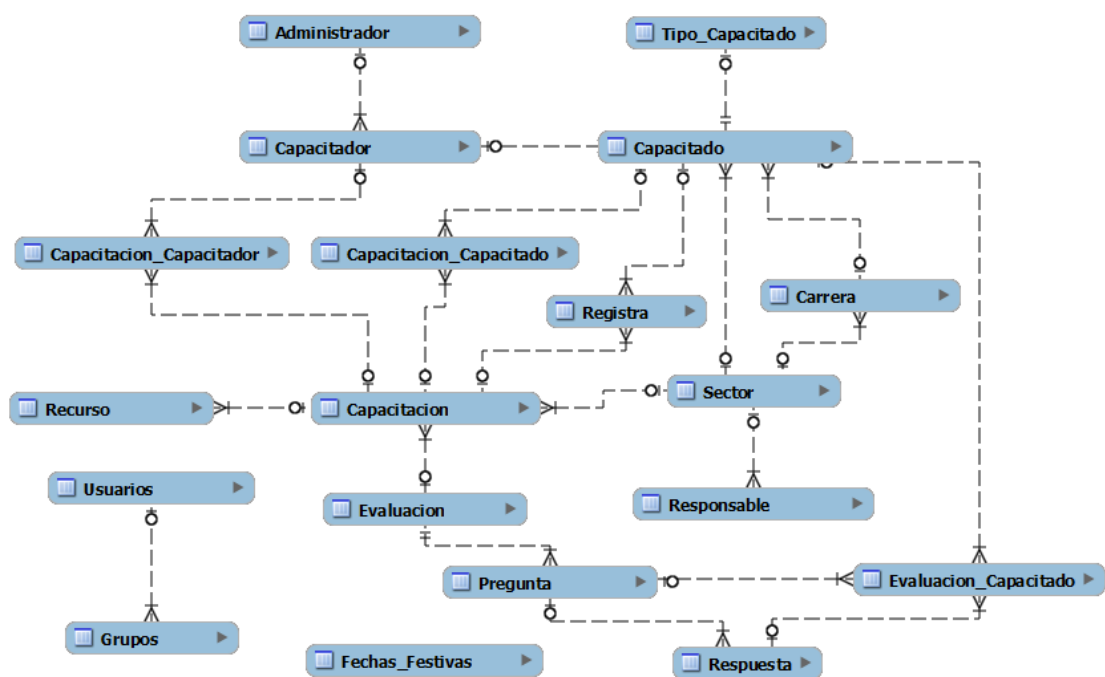 Administrador
Tipo_Capacitado
Capacitador
Capacitado
Capacitacion_Capacitador
Capacitacion_Capacitado
Registra
Carrera
Recurso
Capacitacion
Sector
Usuarios
Evaluacion
Responsable
Pregunta
Evaluacion_Capacitado
Grupos
Fechas_Festivas
Respuesta